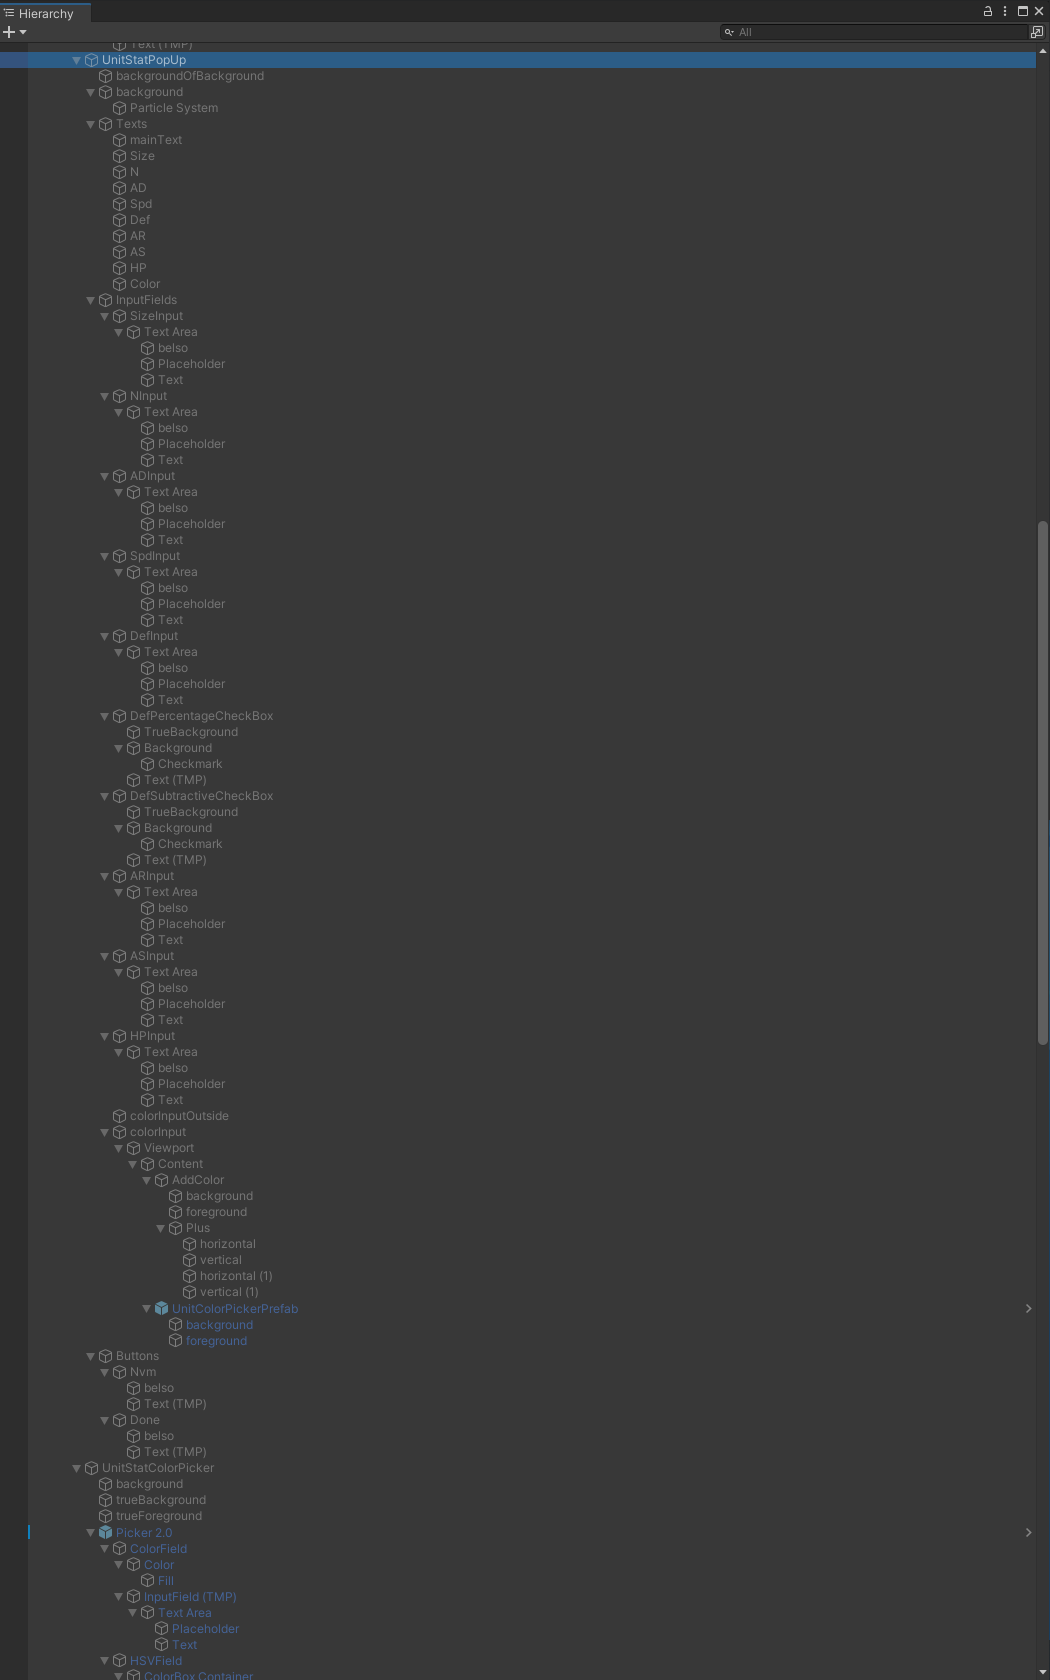 Hierarchy
All
Text (TMP)
UnitStatPopUp
backgroundOfBackground
background
Particle System
Texts
mainText
Size
N
AD
Spd
Def
AR
AS
HP
Color
InputFields
SizeInput
Text Area
belso
Placeholder
Text
NInput
Text Area
belso
Placeholder
Text
ADInput
Text Area
belso
Placeholder
Text
SpdInput
Text Area
belso
Placeholder
Text
DefInput
Text Area
belso
Placeholder
Text
DefPercentageCheckBox
TrueBackground
Background
Checkmark
Text (TMP)
DefSubtractiveCheckBox
TrueBackground
Background
Checkmark
Text (TMP)
ARInput
Text Area
belso
Placeholder
Text
ASInput
Text Area
belso
Placeholder
Text
HPInput
Text Area
belso
Placeholder
Text
colorInputOutside
colorInput
Viewport
Content
AddColor
background
foreground
Plus
horizontal
vertical
horizontal (1)
vertical (1)
UnitColorPickerPrefab
background
foreground
Buttons
Nvm
belso
Text (TMP)
Done
belso
Text (TMP)
UnitStatColorPicker
background
trueBackground
trueForeground
Picker 2.0
ColorField
Color
Fill
InputField (TMP)
Text Area
Placeholder
Text
HSVField
ColorBox Container